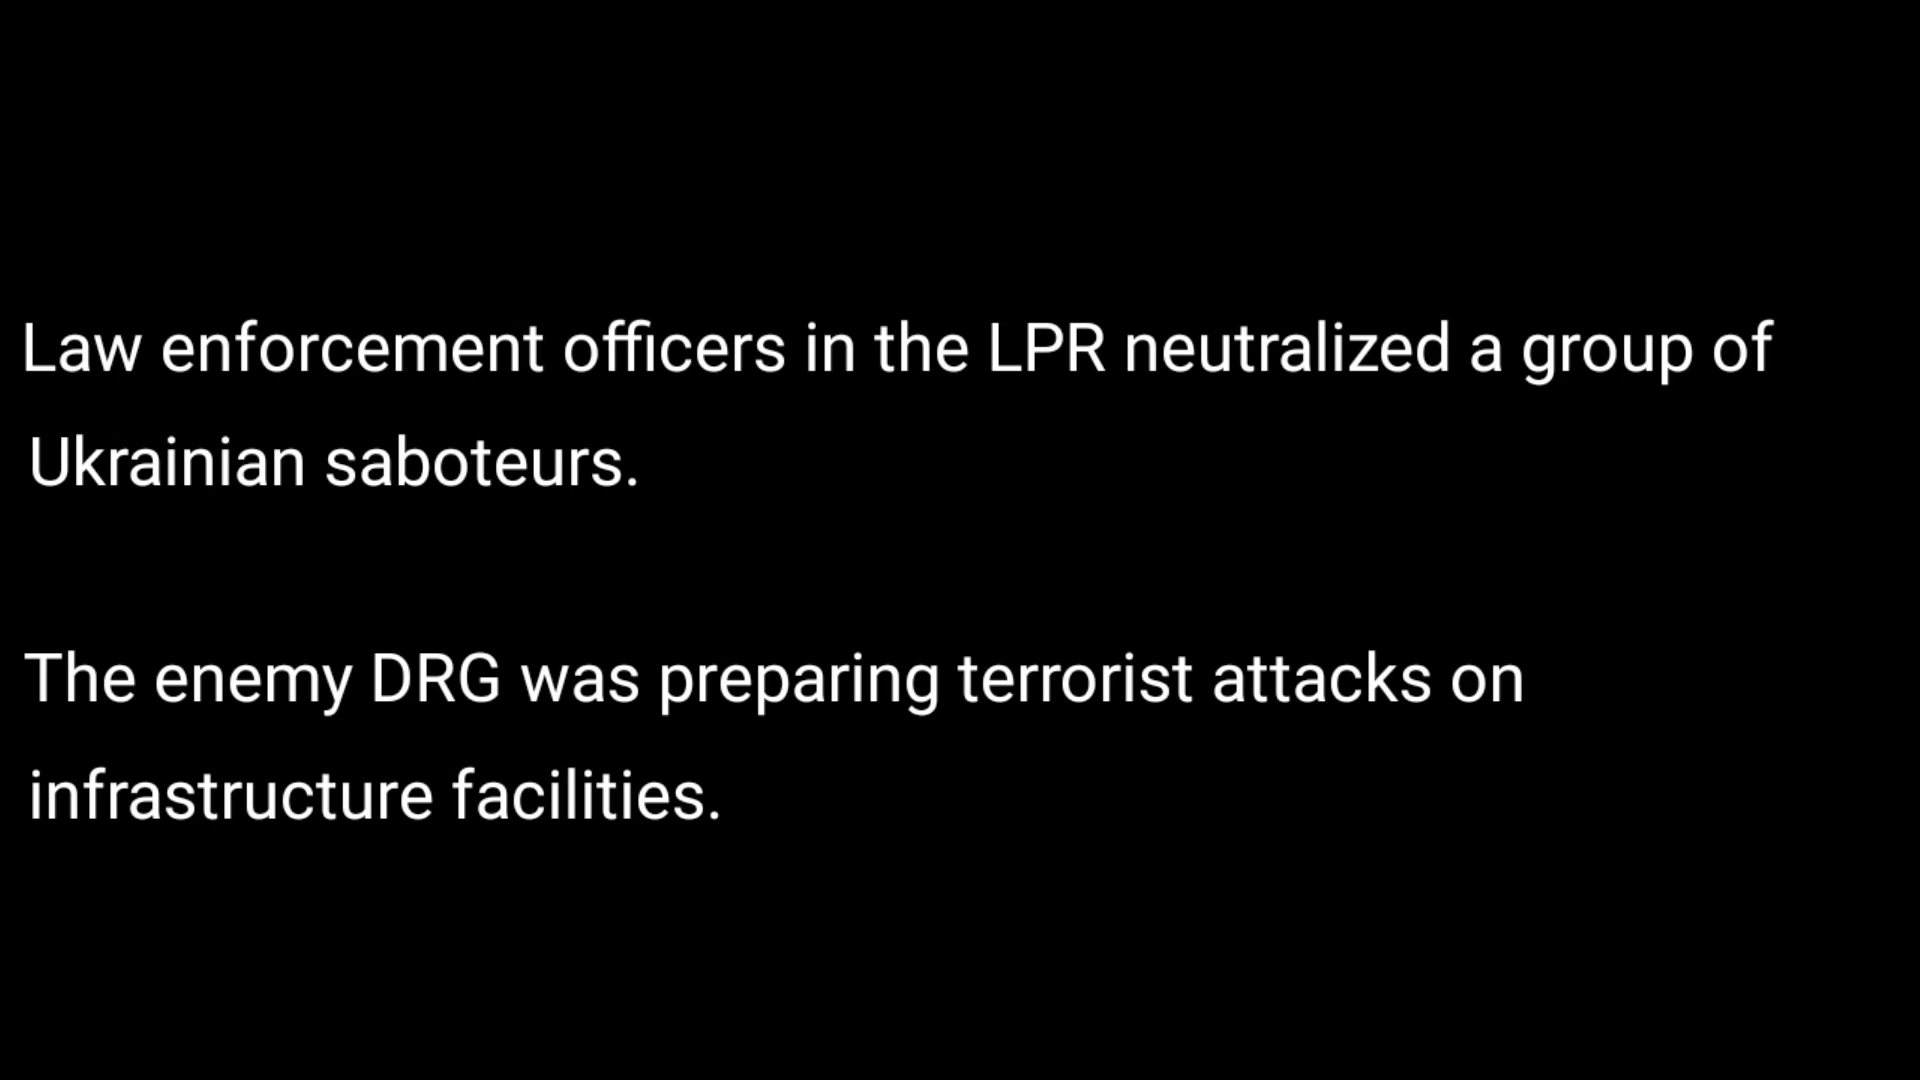 Law enforcement officers in the LPR neutralized a group of
Ukrainian saboteurs.
The enemy DRG was preparing terrorist attacks on
infrastructure facilities.